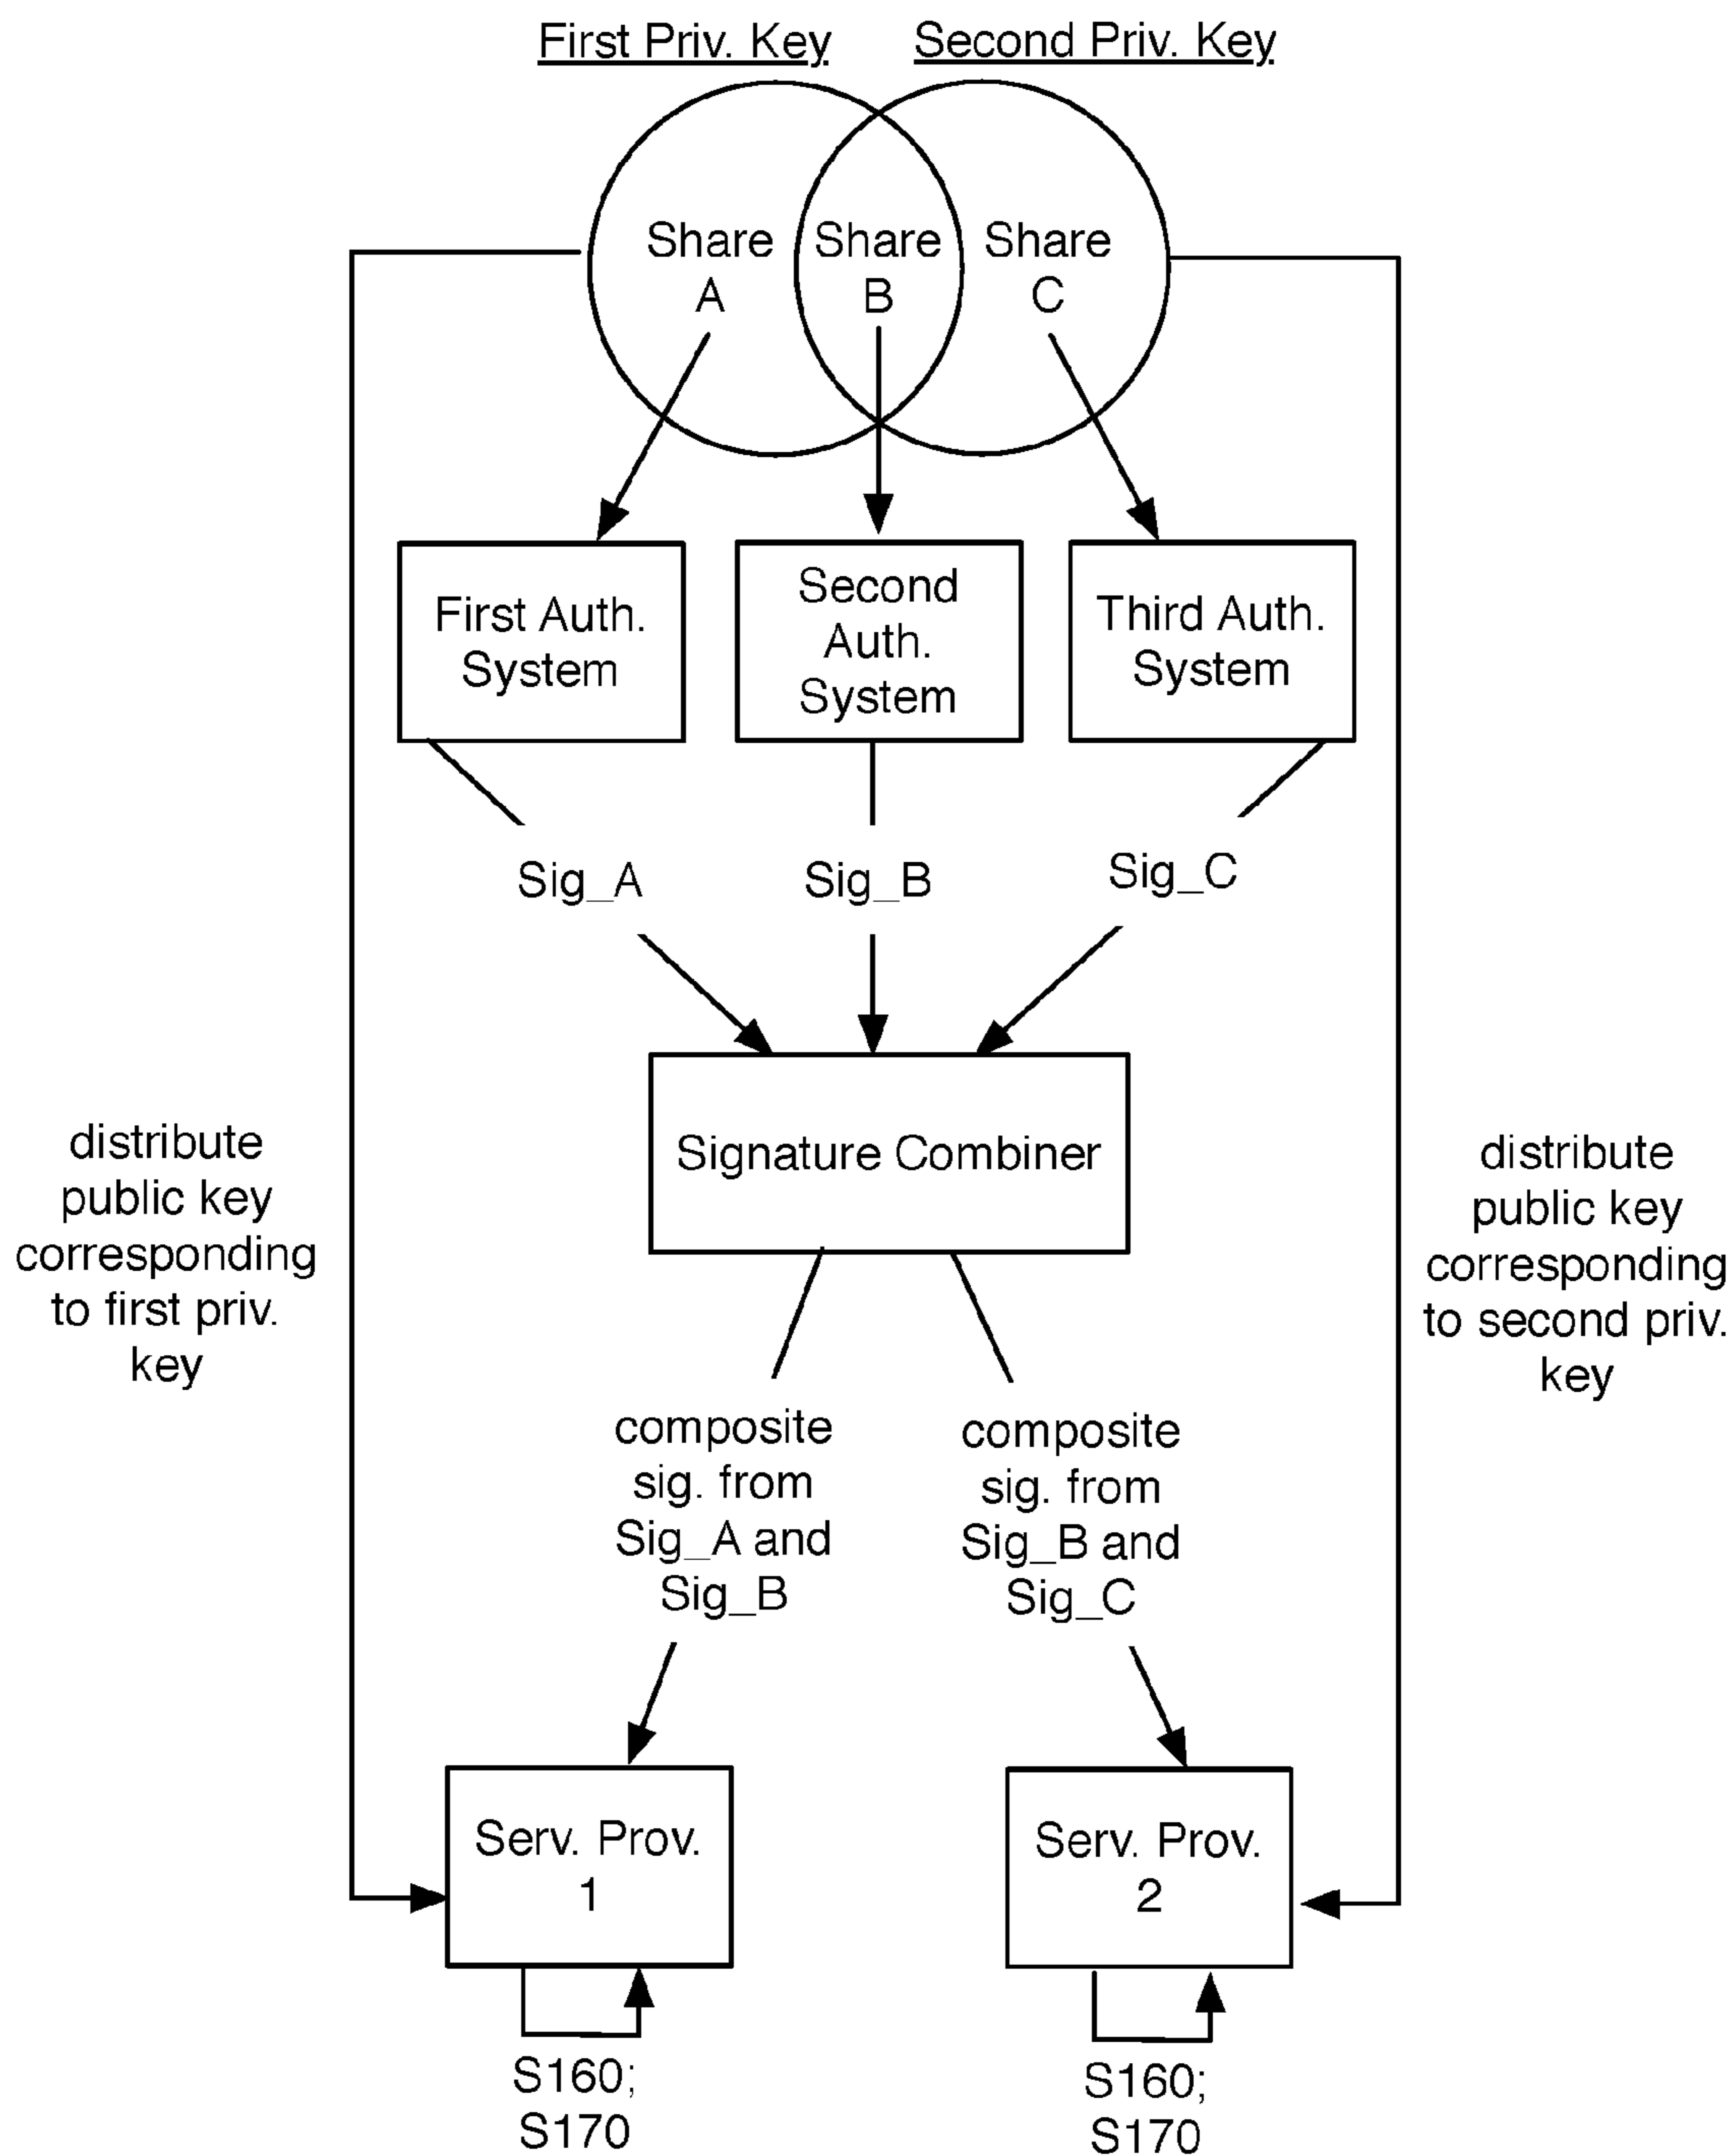 First Priv. Key
Second Priv. Key
Share
A
Share
B
Share
C
First Auth.
System
Second
Auth.
System
Third Auth.
System
Sig_A
Sig_B
Sig_C
Signature Combiner
distribute
public key
corresponding
to first priv.
key
distribute
public key
corresponding
to second priv.
key
composite
sig. from
Sig_A and
Sig_B
composite
sig. from
Sig_B and
Sig_C
Serv. Prov.
1
Serv. Prov.
2
S160;
S170
S160;
S170